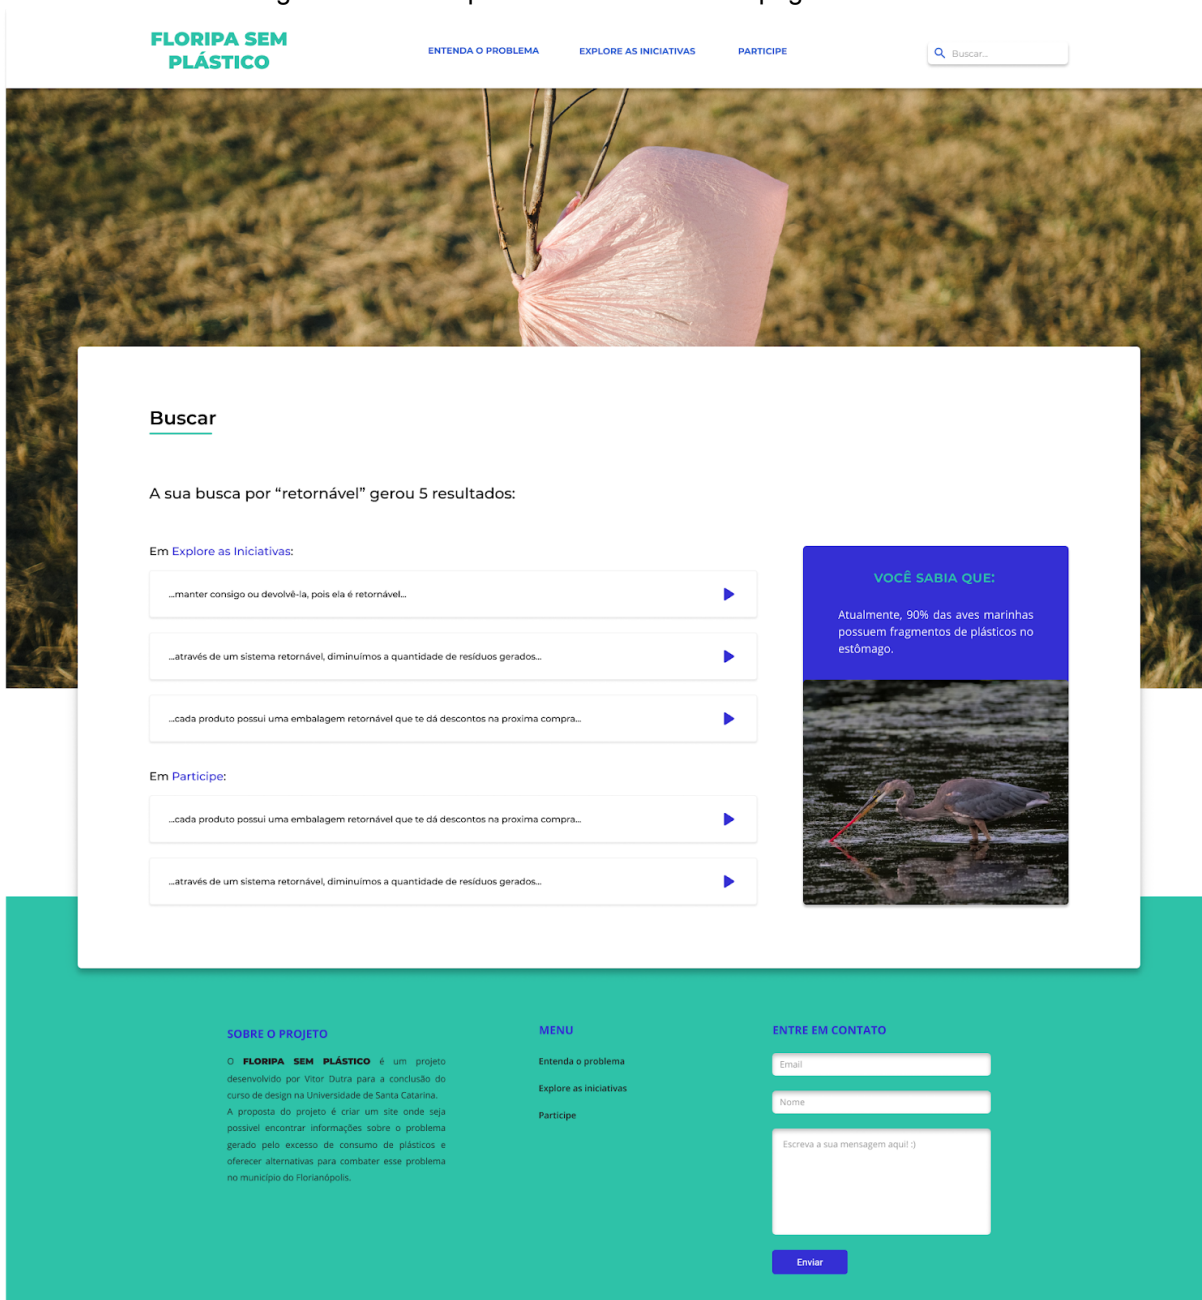 FLORIPA SEM
PLÁSTICO
ENTENDA O PROBLEMA
EXPLORE AS INICIATIVAS
PARTICIPE
Buscar...
Buscar
A sua busca por “retornável” gerou 5 resultados:
Em Explore as Iniciativas:
...manter consigo ou devolvê-la, pois ela é retornável...
...através de um sistema retornável, diminuímos a quantidade de resíduos gerados...
...cada produto possui uma embalagem retornável que te dá descontos na proxima compra...
Em Participe:
...cada produto possui uma embalagem retornável que te dá descontos na proxima compra...
...através de um sistema retornável, diminuímos a quantidade de resíduos gerados...
VOCÊ SABIA QUE:
Atualmente, 90% das aves marinhas
possuem fragmentos de plásticos no
estômago.
SOBRE O PROJETO
O FLORIPA SEM PLÁSTICO é um projeto
desenvolvido por Vitor Dutra para a conclusão do
curso de design na Universidade de Santa Catarina.
A proposta do projeto é criar um site onde seja
possivel encontrar informações sobre o problema
gerado pelo excesso de consumo de plásticos e
oferecer alternativas para combater esse problema
no município do Florianópolis.
MENU
Entenda o problema
Explore as iniciativas
Participe
ENTRE EM CONTATO
Email
Nome
Escreva a sua mensagem aqui! :)
Enviar